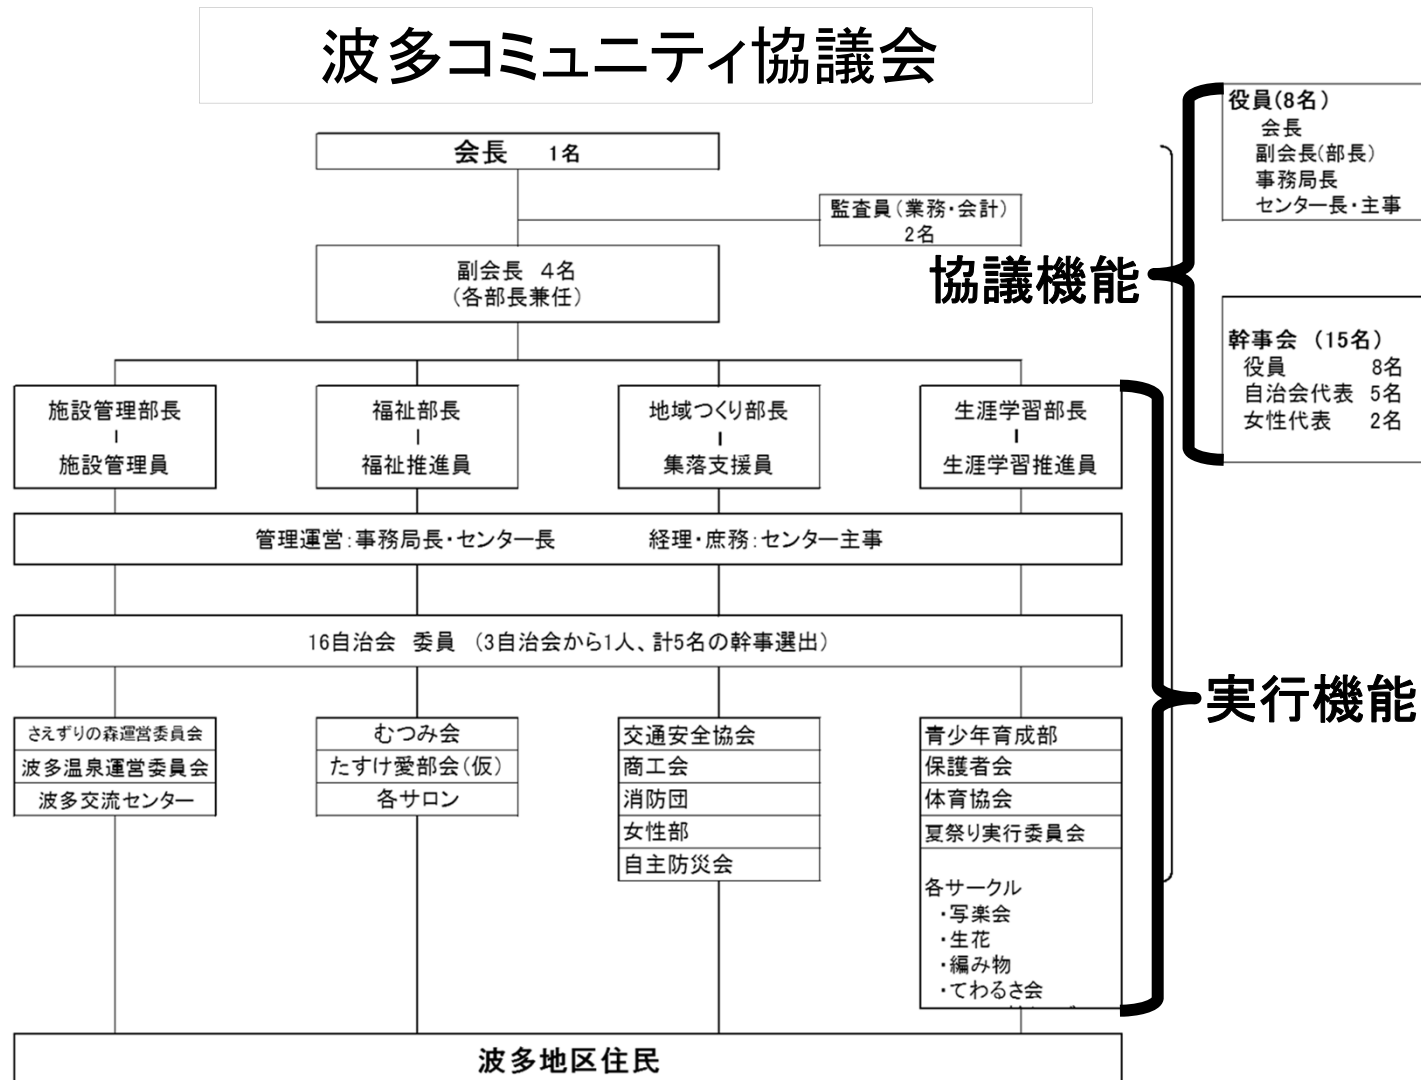 波多コミュニティ協議会
会長　1名
監査員（業務・会計）
2名
副会長　4名
（各部長兼任）
協議機能
役員(8名)
会長
副会長(部長)
事務局長
センター長・主事
幹事会　(15名)
役員　8名
自治会代表　5名
女性代表　2名
施設管理部長
施設管理員
福祉部長
福祉推進員
地域つくり部長
集落支援員
生涯学習部長
生涯学習推進員
管理運営：事務局長・センター長　経理・庶務：センター主事
16自治会　委員　（3自治会から1人、計5名の幹事選出）
実行機能
さえずりの森運営委員会
波多温泉運営委員会
波多交流センター
むつみ会
たすけ愛部会（仮）
各サロン
交通安全協会
商工会
消防団
女性部
自主防災会
青少年育成部
保護者会
体育協会
夏祭り実行委員会
各サークル
・写楽会
・生花
・編み物
・てわるさ会
波多地区住民